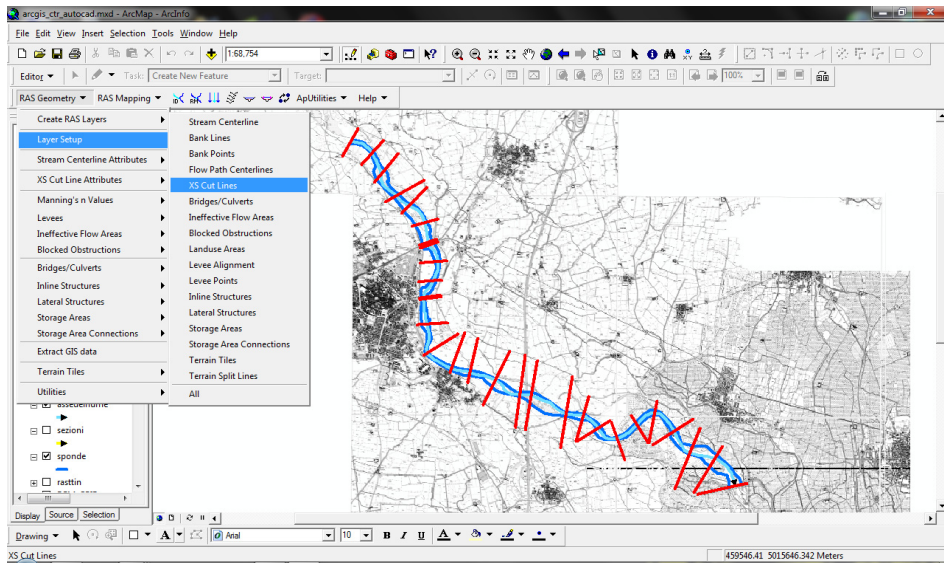 arcgis_ctr_autocad.mxd - ArcMap - ArcInfo
File Edit View Insert Selection Tools Window Help
1:68,754
Editor Task: Create New Feature Target: 100%
RAS Geometry RAS Mapping ApUtilities Help
Create RAS Layers
Layer Setup
Stream Centerline Attributes
XS Cut Line Attributes
Manning's n Values
Levees
Ineffective Flow Areas
Blocked Obstructions
Bridges/Culverts
Inline Structures
Lateral Structures
Storage Areas
Storage Area Connections
Extract GIS data
Terrain Tiles
Utilities
Stream Centerline
Bank Lines
Bank Points
Flow Path Centerlines
XS Cut Lines
Bridges/Culverts
Ineffective Flow Areas
Blocked Obstructions
Landuse Areas
Levee Alignment
Levee Points
Inline Structures
Lateral Structures
Storage Areas
Storage Area Connections
Terrain Tiles
Terrain Split Lines
All
assedelfiume
sezioni
sponde
rasttin
Display Source Selection
Drawing A Arial 10 B I U A
XS Cut Lines
459546.41 5015646.342 Meters